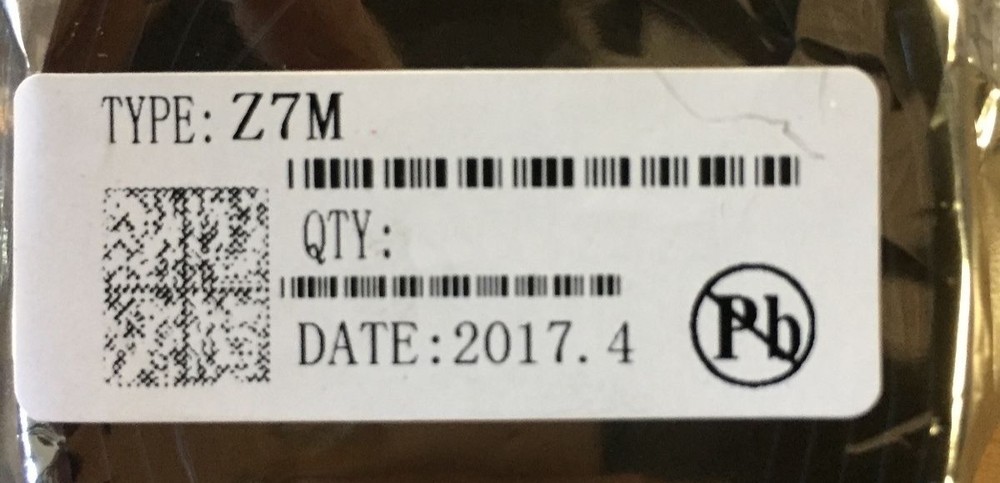 TYPE: Z7M
QTY:
DATE:2017. 4
Pb